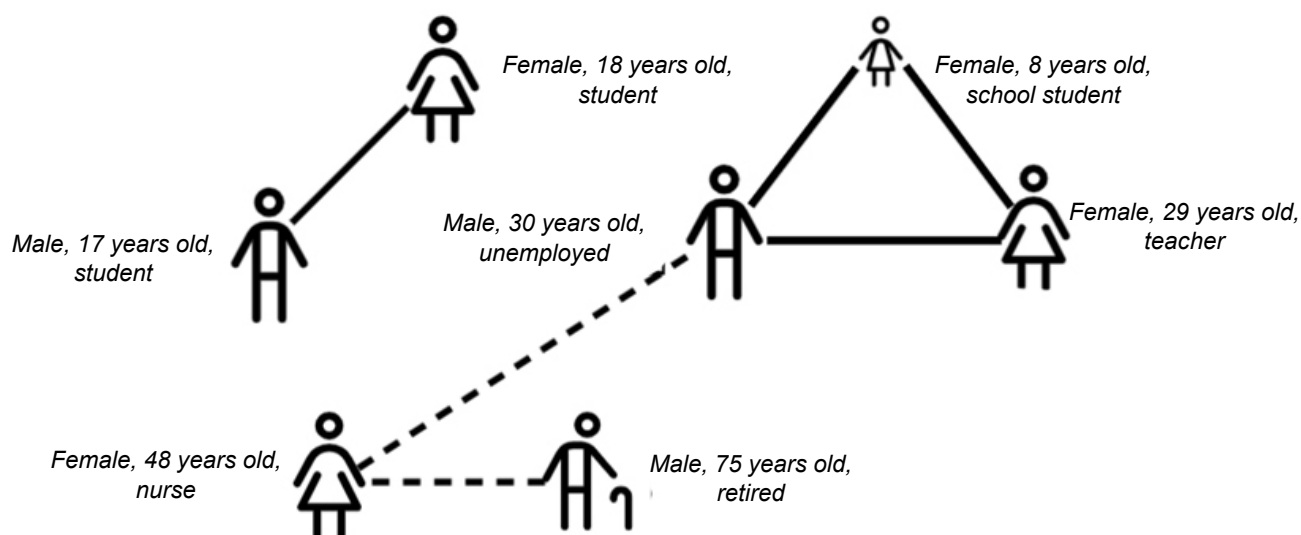 Female, 18 years old,
student
Female, 8 years old,
school student
Male, 17 years old,
student
Male, 30 years old,
unemployed
Female, 29 years old,
teacher
Female, 48 years old,
nurse
Male, 75 years old,
retired